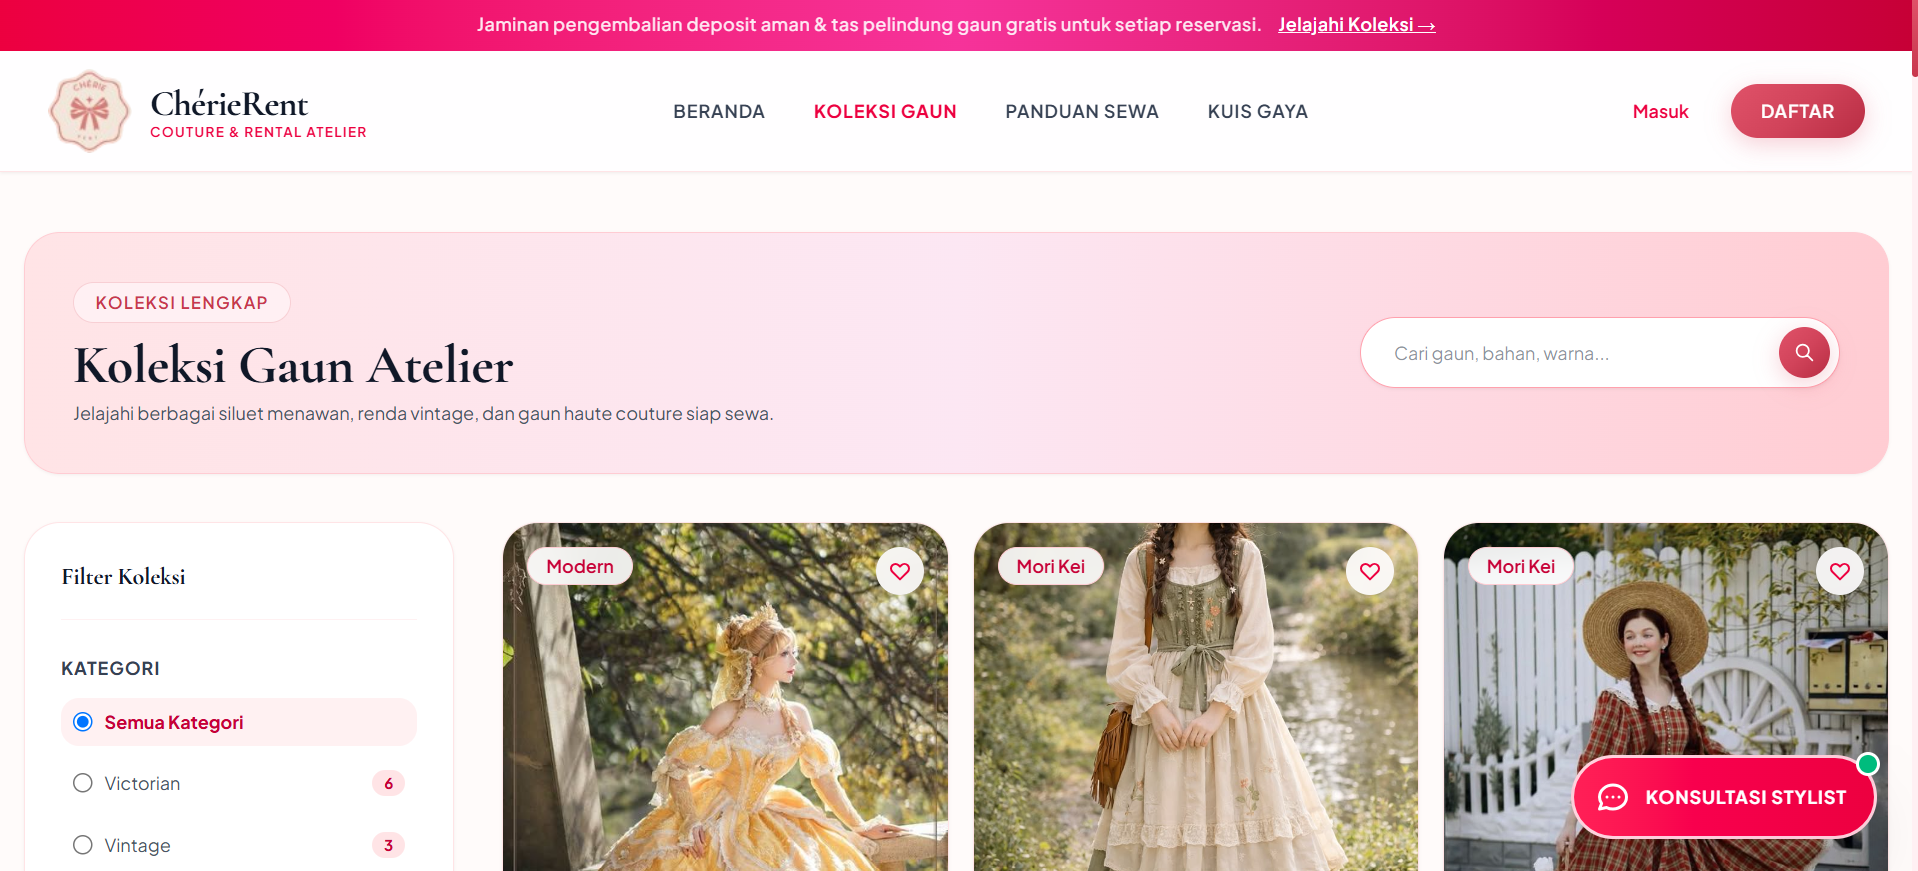 Jaminan pengembalian deposit aman & tas pelindung gaun gratis untuk setiap reservasi. Jelajahi Koleksi →
CHÉRIE
RENT
ChérieRent
COUTURE & RENTAL ATELIER
BERANDA
KOLEKSI GAUN
PANDUAN SEWA
KUIS GAYA
Masuk
DAFTAR
KOLEKSI LENGKAP
Koleksi Gaun Atelier
Jelajahi berbagai siluet menawan, renda vintage, dan gaun haute couture siap sewa.
Cari gaun, bahan, warna...
Filter Koleksi
KATEGORI
Semua Kategori
Victorian 6
Vintage 3
Modern
Mori Kei
Mori Kei
KONSULTASI STYLIST